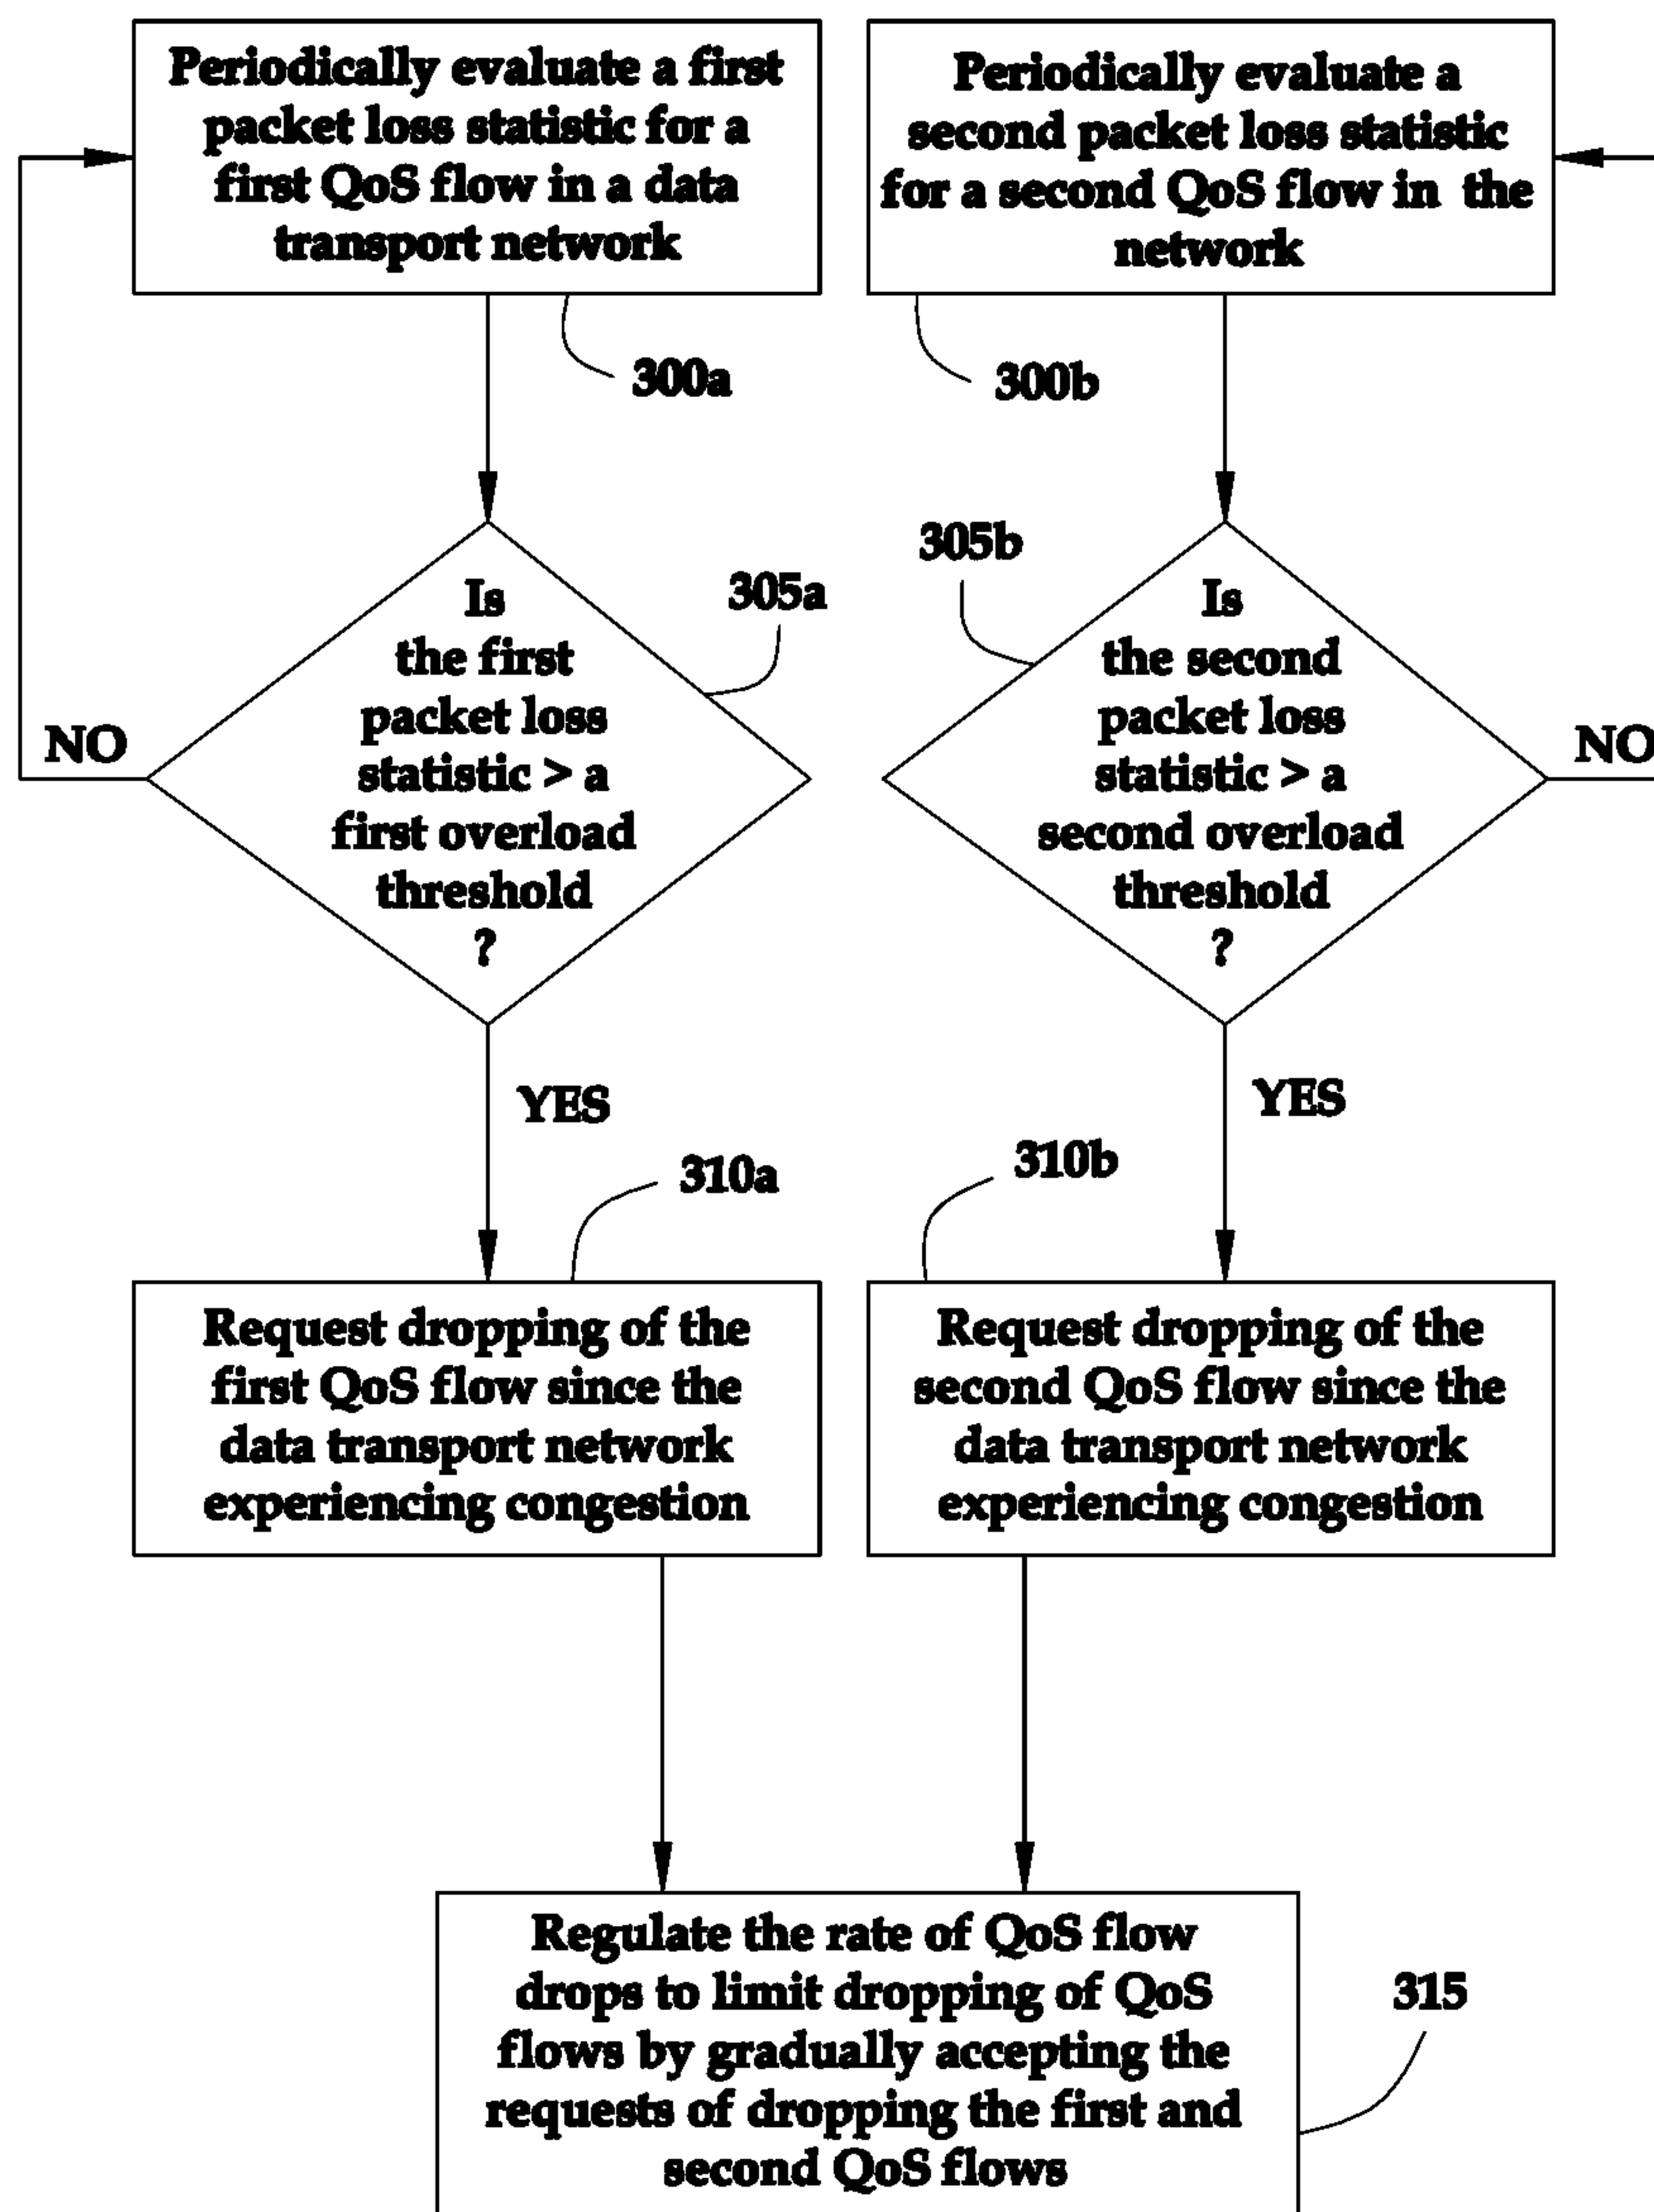 Periodically evaluate a first
packet loss statistic for a
first QoS flow in a data
transport network
300a
Periodically evaluate a
second packet loss statistic
for a second QoS flow in the
network
300b
Is
the first
packet loss
statistic > a
first overload
threshold
?
305a
NO
YES
Is
the second
packet loss
statistic > a
second overload
threshold
?
305b
NO
YES
Request dropping of the
first QoS flow since the
data transport network
experiencing congestion
310a
Request dropping of the
second QoS flow since the
data transport network
experiencing congestion
310b
Regulate the rate of QoS flow
drops to limit dropping of QoS
flows by gradually accepting the
requests of dropping the first and
second QoS flows
315